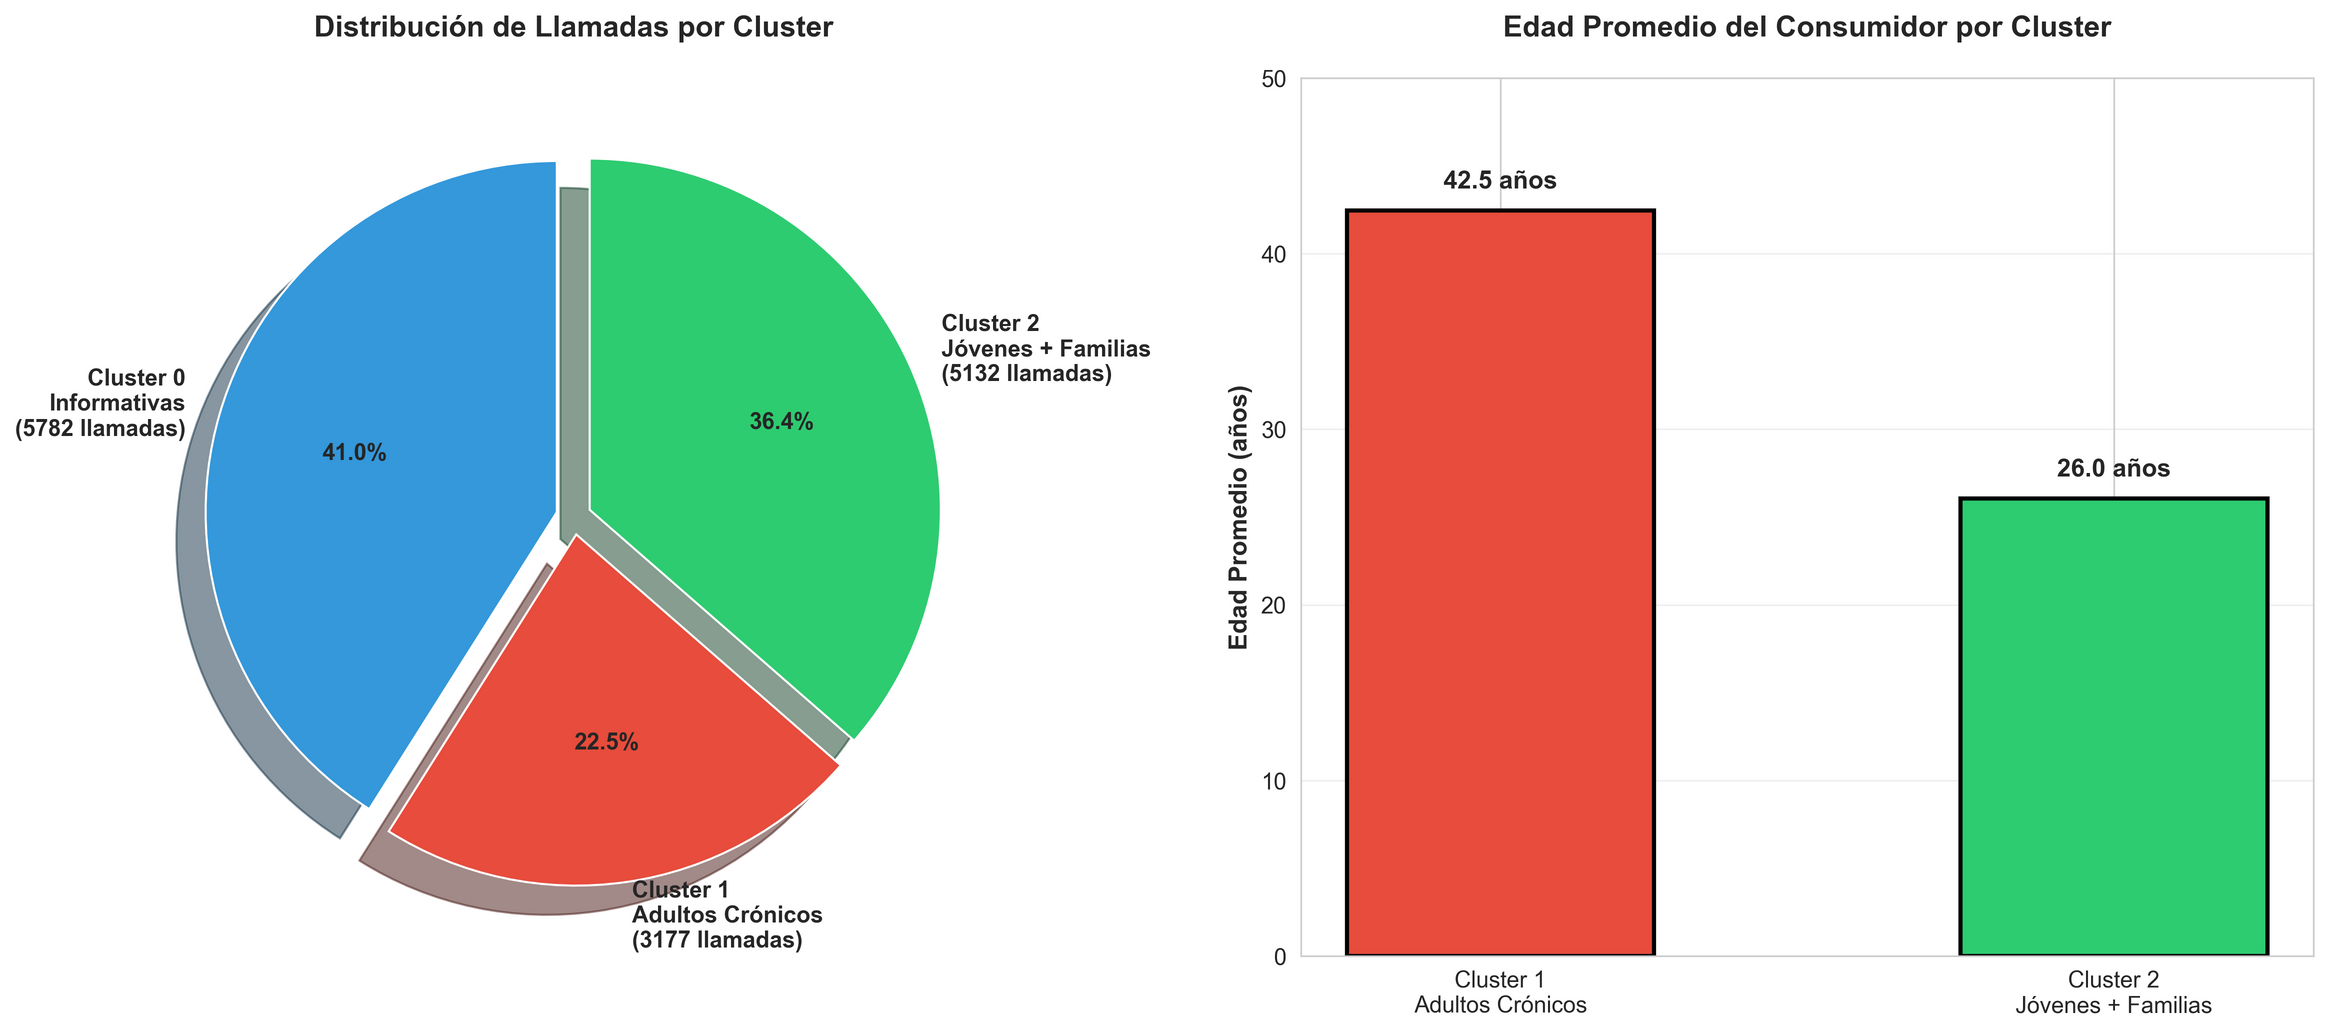 Distribución de Llamadas por Cluster
Cluster 0
Informativas
(5782 llamadas)
41.0%
Cluster 2
Jóvenes + Familias
(5132 llamadas)
36.4%
22.5%
Cluster 1
Adultos Crónicos
(3177 llamadas)
Edad Promedio del Consumidor por Cluster
Edad Promedio (años)
50
40
30
20
10
0
42.5 años
26.0 años
Cluster 1
Adultos Crónicos
Cluster 2
Jóvenes + Familias